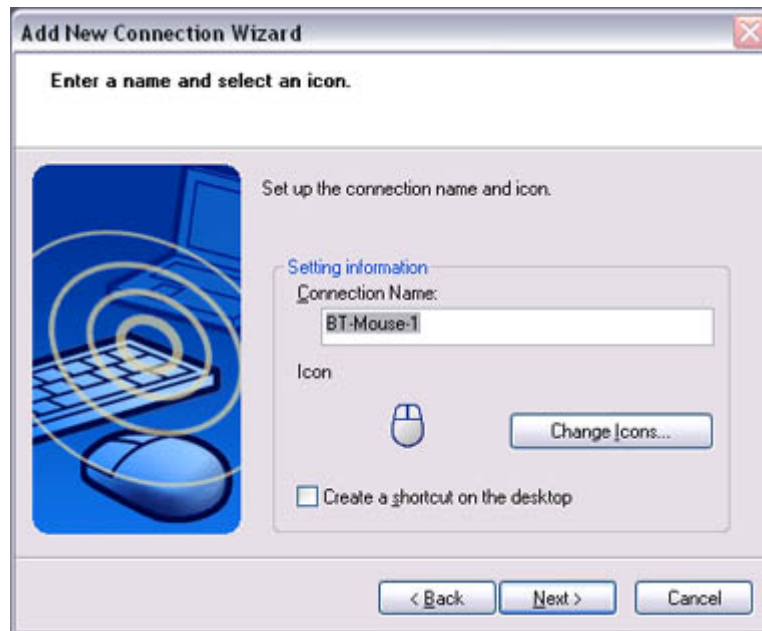 Add New Connection Wizard
Enter a name and select an icon.
Set up the connection name and icon.
Setting information
Connection Name:
BT-Mouse-1
Icon
Change Icons...
Create a shortcut on the desktop
< Back
Next >
Cancel